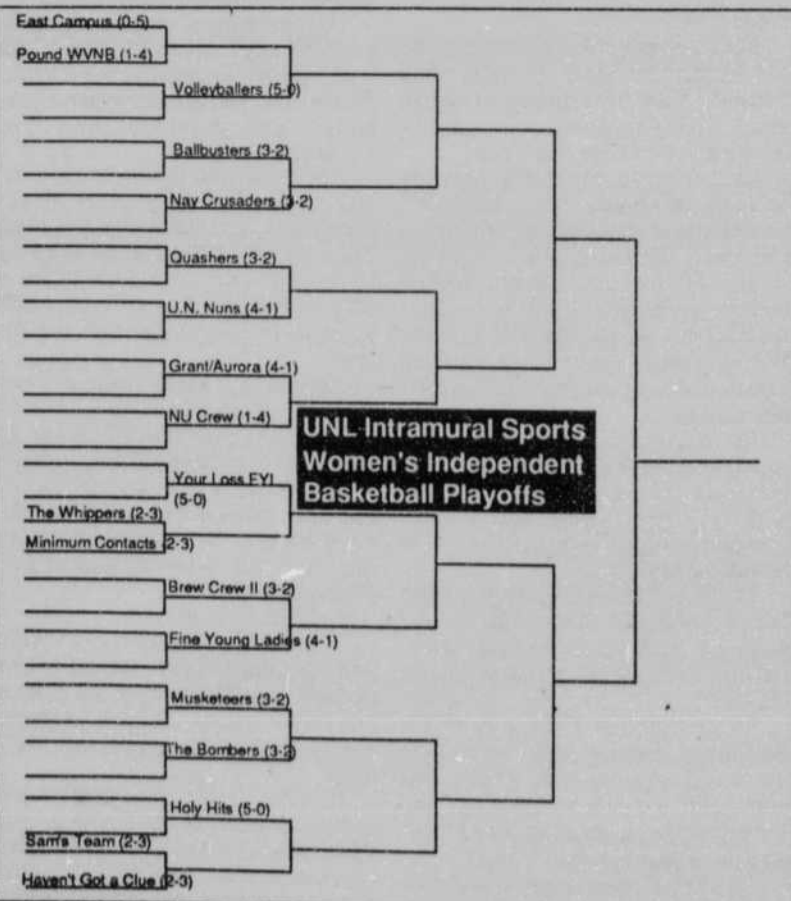 East Campus (0-5)
Pound WVNB (1-4)
Volleyballers (5-0)
Ballbusters (3-2)
Nay Crusaders (3-2)
Quashers (3-2)
U.N. Nuns (4-1)
Grant/Aurora (4-1)
NU Crew (1-4)
UNL Intramural Sports
Women's Independent
Basketball Playoffs
Your Loss FYI
(5-0)
The Whippers (2-3)
Minimum Contacts (2-3)
Brew Crew II (3-2)
Fine Young Ladies (4-1)
Musketeers (3-2)
The Bombers (3-2)
Holy Hits (5-0)
Sam's Team (2-3)
Haven't Got a Clue (2-3)